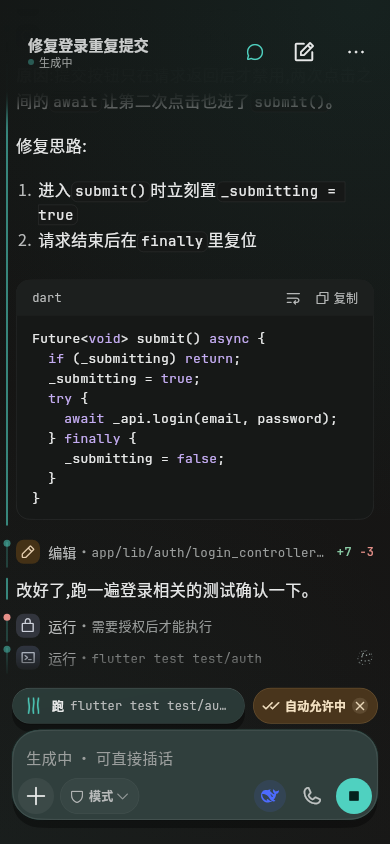 修复登录重复提交
生成中
间的 await 让第二次点击也进了 submit()。
修复思路:
1. 进入 submit() 时立刻置 _submitting =
true
2. 请求结束后在 finally 里复位
dart
复制
Future<void> submit() async {
  if (_submitting) return;
  _submitting = true;
  try {
    await _api.login(email, password);
  } finally {
    _submitting = false;
  }
}
编辑 · app/lib/auth/login_controller… +7 -3
改好了,跑一遍登录相关的测试确认一下。
运行 · 需要授权后才能执行
运行 · flutter test test/auth
跑 flutter test test/au…
自动允许中
生成中 · 可直接插话
模式